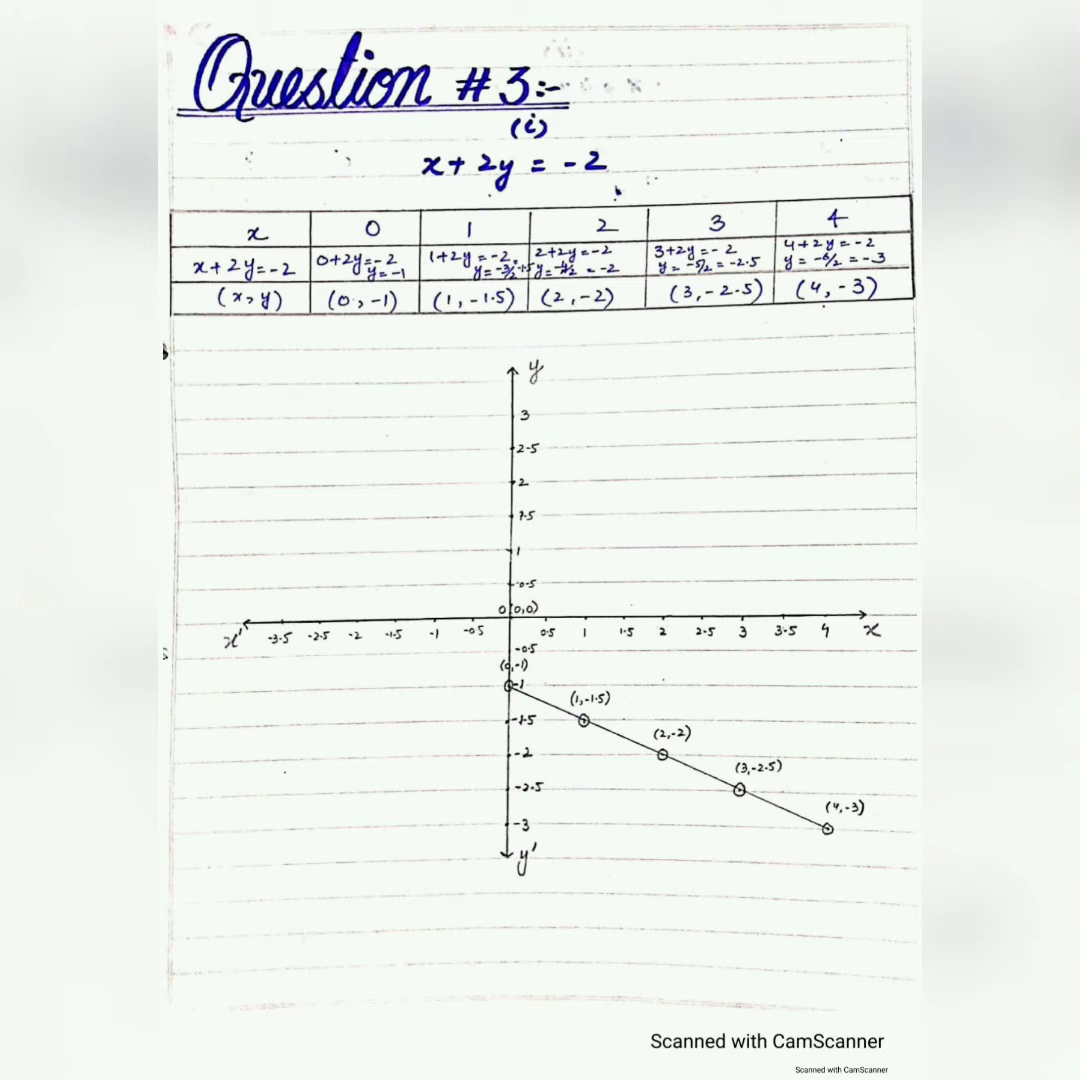 Question #3:-
(i)
x + 2y = -2
x 0 1 2 3 4
x + 2y = -2 0+2y=-2 1+2y=-2 2+2y=-2 3+2y=-2 4+2y=-2
y=-1 y=-3/2=-1.5 y=-4/2=-2 y=-5/2=-2.5 y=-6/2=-3
(x,y) (0,-1) (1,-1.5) (2,-2) (3,-2.5) (4,-3)
y
3
2.5
2
1.5
1
0.5
0(0,0)
x' -3.5 -2.5 -2 -1.5 -1 -0.5 0.5 1 1.5 2 2.5 3 3.5 4 x
-0.5
(0,-1)
-1
(1,-1.5)
-1.5
(2,-2)
-2
(3,-2.5)
-2.5
(4,-3)
-3
y'
Scanned with CamScanner
Scanned with CamScanner